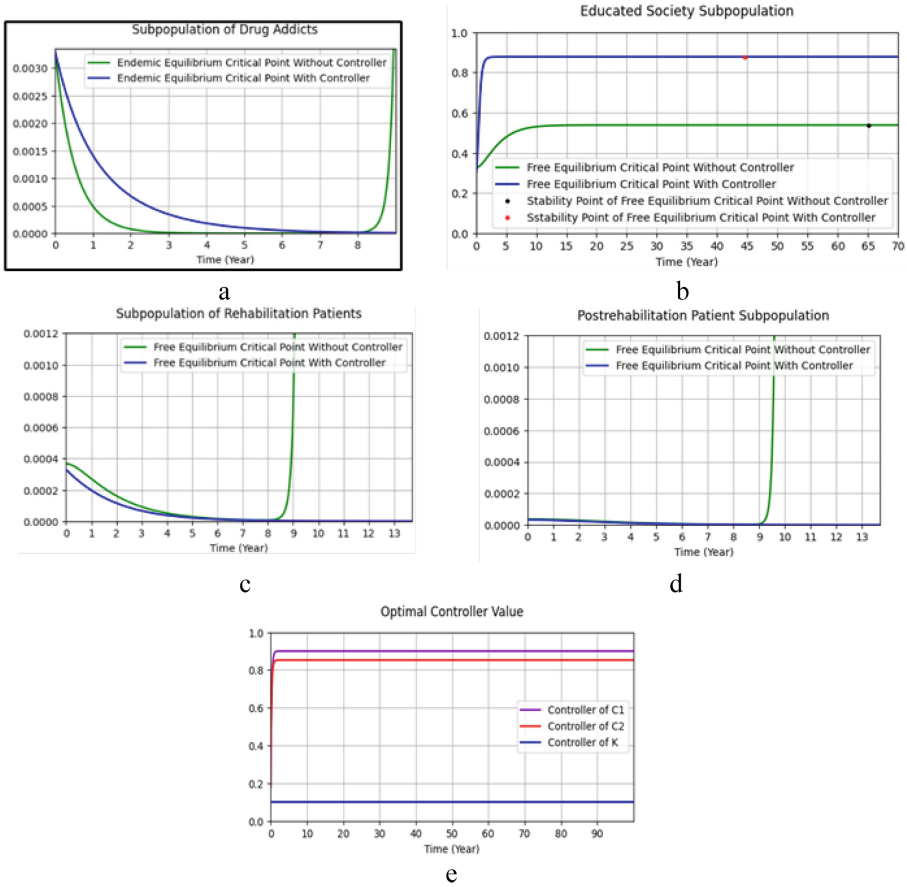 Subpopulation of Drug Addicts
0.0030
0.0025
0.0020
0.0015
0.0010
0.0005
0.0000
Endemic Equilibrium Critical Point Without Controller
Endemic Equilibrium Critical Point With Controller
0 1 2 3 4 5 6 7 8
Time (Year)
a
Educated Society Subpopulation
1.0
0.8
0.6
0.4
0.2
0.0
Free Equilibrium Critical Point Without Controller
Free Equilibrium Critical Point With Controller
Stability Point of Free Equilibrium Critical Point Without Controller
Sstability Point of Free Equilibrium Critical Point With Controller
0 5 10 15 20 25 30 35 40 45 50 55 60 65 70
Time (Year)
b
Subpopulation of Rehabilitation Patients
0.0012
0.0010
0.0008
0.0006
0.0004
0.0002
0.0000
Free Equilibrium Critical Point Without Controller
Free Equilibrium Critical Point With Controller
0 1 2 3 4 5 6 7 8 9 10 11 12 13
Time (Year)
c
Postrehabilitation Patient Subpopulation
0.0012
0.0010
0.0008
0.0006
0.0004
0.0002
0.0000
Free Equilibrium Critical Point Without Controller
Free Equilibrium Critical Point With Controller
0 1 2 3 4 5 6 7 8 9 10 11 12 13
Time (Year)
d
Optimal Controller Value
1.0
0.8
0.6
0.4
0.2
0.0
Controller of C1
Controller of C2
Controller of K
0 10 20 30 40 50 60 70 80 90
Time (Year)
e